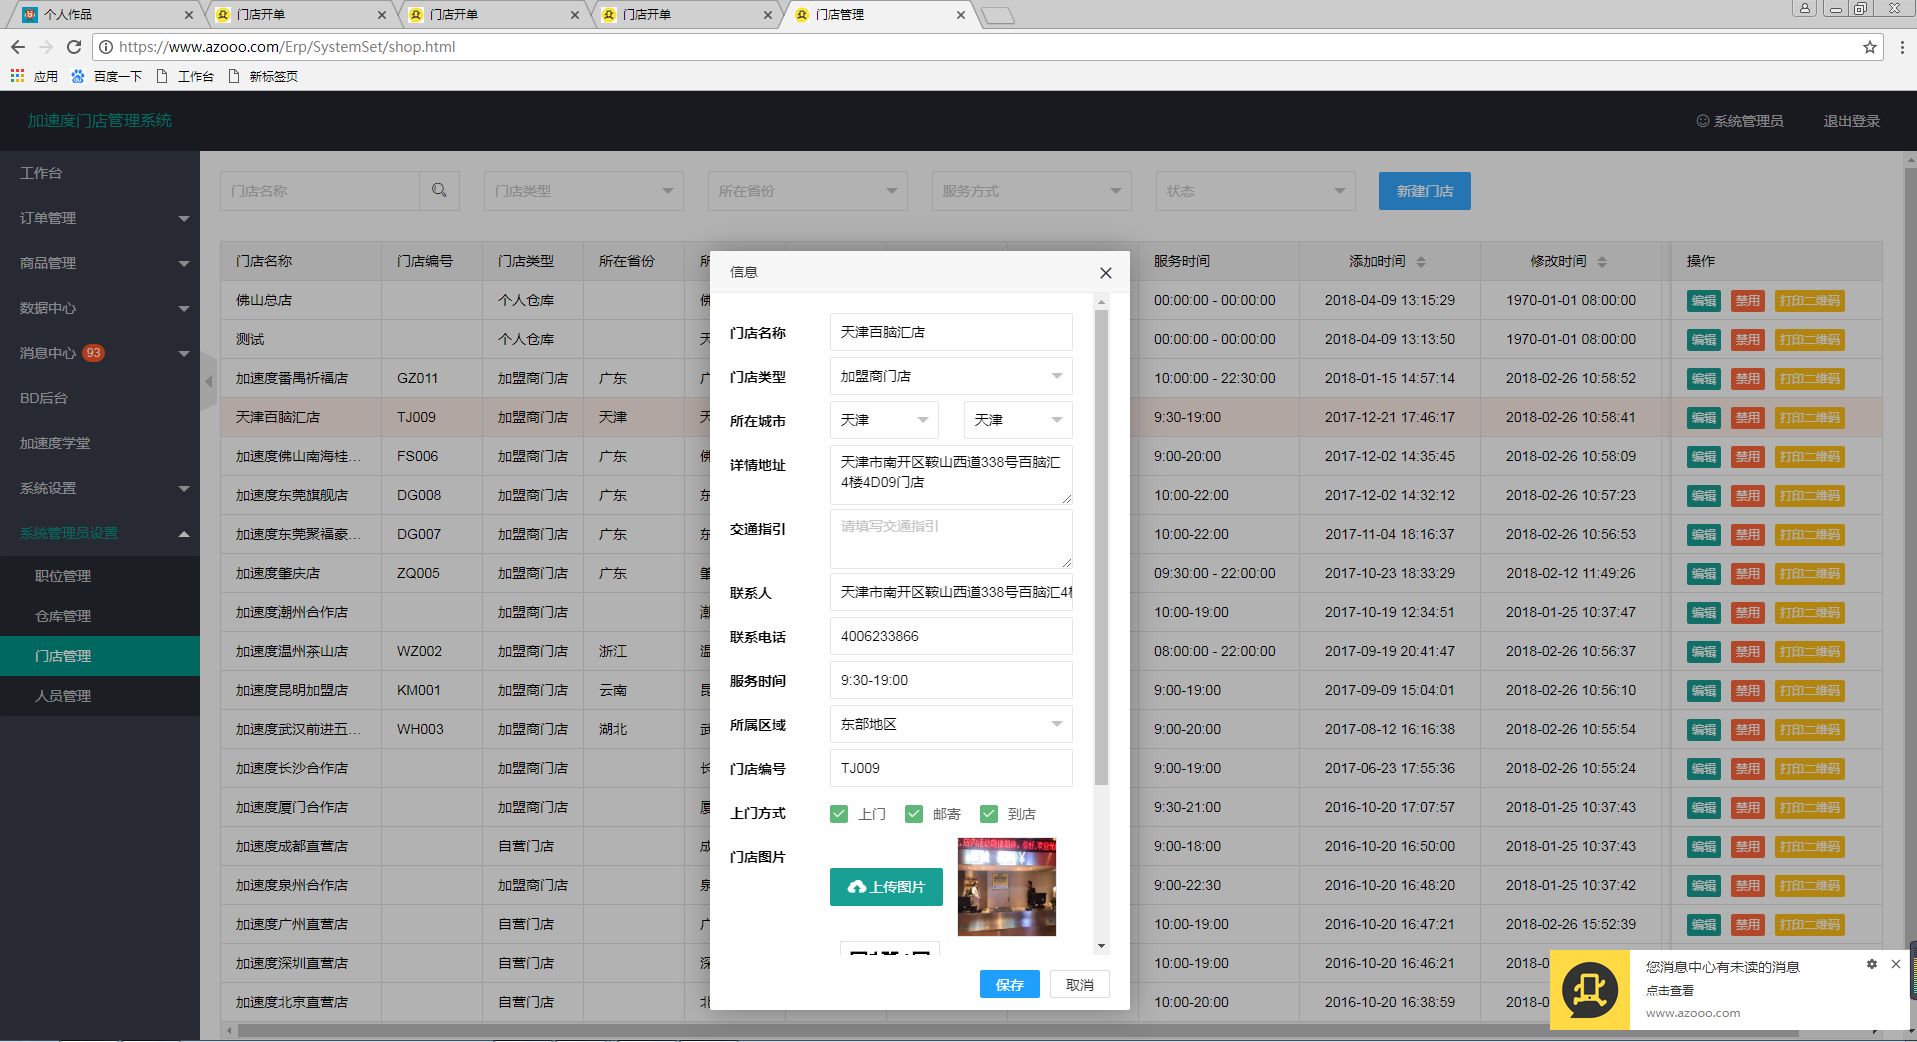 个人作品
门店开单
门店开单
门店开单
门店管理
https://www.azooo.com/Erp/SystemSet/shop.html
应用
百度一下
工作台
新标签页
加速度门店管理系统
系统管理员
退出登录
工作台
订单管理
商品管理
数据中心
消息中心 93
BD后台
加速度学堂
系统设置
系统管理员设置
职位管理
仓库管理
门店管理
人员管理
门店名称
门店类型
所在省份
服务方式
状态
新建门店
门店名称 门店编号 门店类型 所在省份 服务时间 添加时间 修改时间 操作
佛山总店 个人仓库 00:00:00 - 00:00:00 2018-04-09 13:15:29 1970-01-01 08:00:00 编辑 禁用 打印二维码
测试 个人仓库 00:00:00 - 00:00:00 2018-04-09 13:13:50 1970-01-01 08:00:00 编辑 禁用 打印二维码
加速度番禺祈福店 GZ011 加盟商门店 广东 10:00:00 - 22:30:00 2018-01-15 14:57:14 2018-02-26 10:58:52 编辑 禁用 打印二维码
天津百脑汇店 TJ009 加盟商门店 天津 9:30-19:00 2017-12-21 17:46:17 2018-02-26 10:58:41 编辑 禁用 打印二维码
加速度佛山南海桂... FS006 加盟商门店 广东 9:00-20:00 2017-12-02 14:35:45 2018-02-26 10:58:09 编辑 禁用 打印二维码
加速度东莞旗舰店 DG008 加盟商门店 广东 10:00-22:00 2017-12-02 14:32:12 2018-02-26 10:57:23 编辑 禁用 打印二维码
加速度东莞聚福豪... DG007 加盟商门店 广东 10:00-22:00 2017-11-04 18:16:37 2018-02-26 10:56:53 编辑 禁用 打印二维码
加速度肇庆店 ZQ005 加盟商门店 广东 09:30:00 - 22:00:00 2017-10-23 18:33:29 2018-02-12 11:49:26 编辑 禁用 打印二维码
加速度潮州合作店 加盟商门店 10:00-19:00 2017-10-19 12:34:51 2018-01-25 10:37:47 编辑 禁用 打印二维码
加速度温州茶山店 WZ002 加盟商门店 浙江 08:00:00 - 22:00:00 2017-09-19 20:41:47 2018-02-26 10:56:37 编辑 禁用 打印二维码
加速度昆明加盟店 KM001 加盟商门店 云南 9:00-19:00 2017-09-09 15:04:01 2018-02-26 10:56:10 编辑 禁用 打印二维码
加速度武汉前进五... WH003 加盟商门店 湖北 9:00-20:00 2017-08-12 16:16:38 2018-02-26 10:55:54 编辑 禁用 打印二维码
加速度长沙合作店 加盟商门店 9:00-19:00 2017-06-23 17:55:36 2018-02-26 10:55:24 编辑 禁用 打印二维码
加速度厦门合作店 加盟商门店 9:30-21:00 2016-10-20 17:07:57 2018-01-25 10:37:43 编辑 禁用 打印二维码
加速度成都直营店 自营门店 9:00-18:00 2016-10-20 16:50:00 2018-01-25 10:37:43 编辑 禁用 打印二维码
加速度泉州合作店 加盟商门店 9:00-22:30 2016-10-20 16:48:20 2018-01-25 10:37:42 编辑 禁用 打印二维码
加速度广州直营店 自营门店 10:00-19:00 2016-10-20 16:47:21 2018-02-26 15:52:39 编辑 禁用 打印二维码
加速度深圳直营店 自营门店 10:00-19:00 2016-10-20 16:46:21 2018-0
加速度北京直营店 自营门店 10:00-20:00 2016-10-20 16:38:59 2018-0
信息
门店名称 天津百脑汇店
门店类型 加盟商门店
所在城市 天津 天津
详情地址 天津市南开区鞍山西道338号百脑汇
4楼4D09门店
交通指引 请填写交通指引
联系人 天津市南开区鞍山西道338号百脑汇4楼
联系电话 4006233866
服务时间 9:30-19:00
所属区域 东部地区
门店编号 TJ009
上门方式 上门 邮寄 到店
门店图片
上传图片
保存 取消
您消息中心有未读的消息
点击查看
www.azooo.com